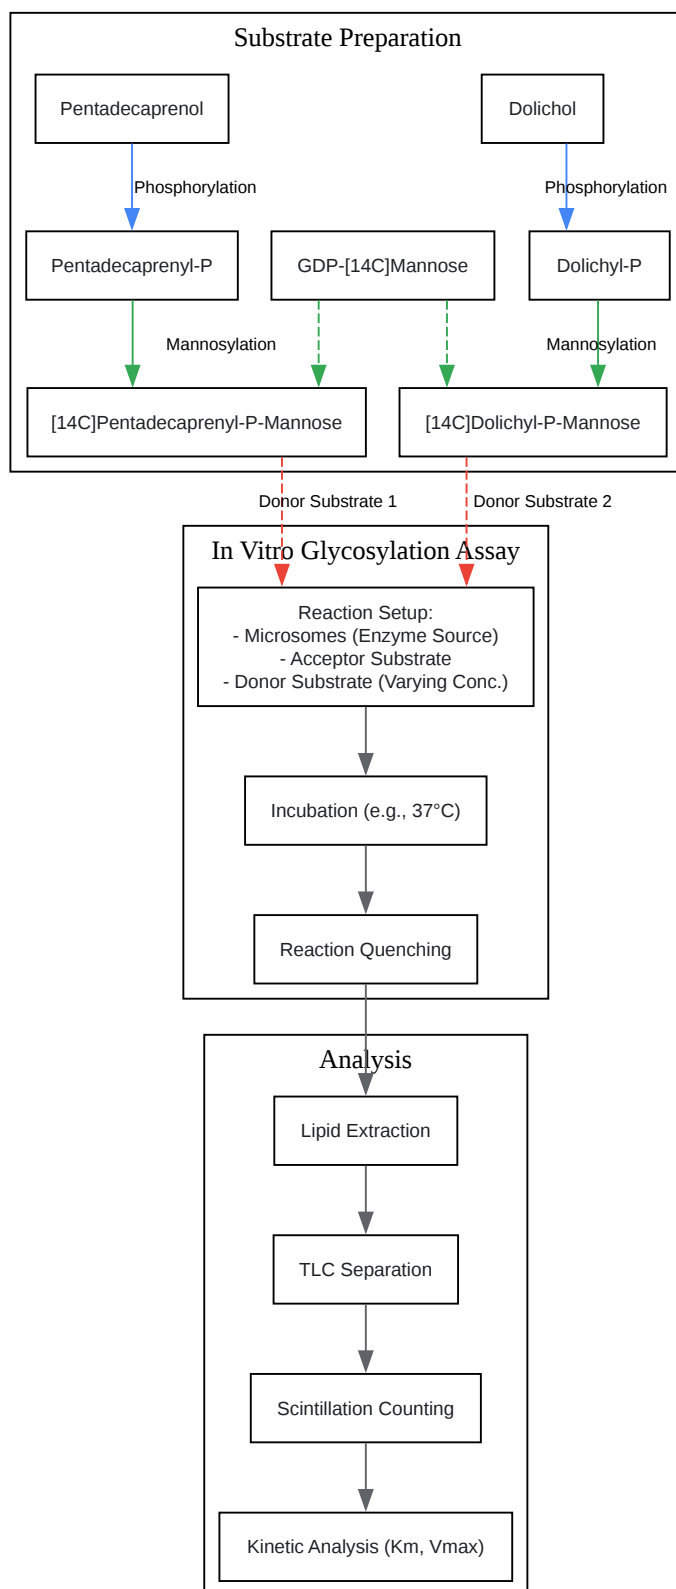 Substrate Preparation
Pentadecaprenol
Dolichol
Phosphorylation
Phosphorylation
Pentadecaprenyl-P
GDP-[14C]Mannose
Dolichyl-P
Mannosylation
Mannosylation
[14C]Pentadecaprenyl-P-Mannose
[14C]Dolichyl-P-Mannose
Donor Substrate 1
Donor Substrate 2
In Vitro Glycosylation Assay
Reaction Setup:
- Microsomes (Enzyme Source)
- Acceptor Substrate
- Donor Substrate (Varying Conc.)
Incubation (e.g., 37°C)
Reaction Quenching
Analysis
Lipid Extraction
TLC Separation
Scintillation Counting
Kinetic Analysis (Km, Vmax)